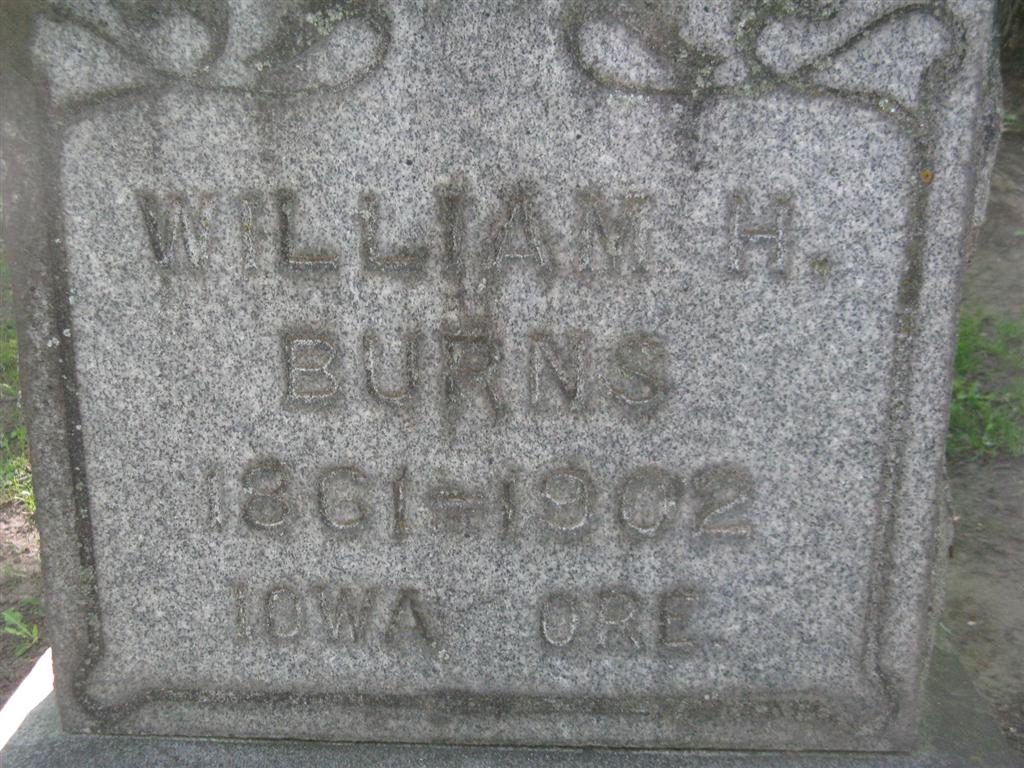 WILLIAM H.
BURNS
1861=1902
IOWA ORE.